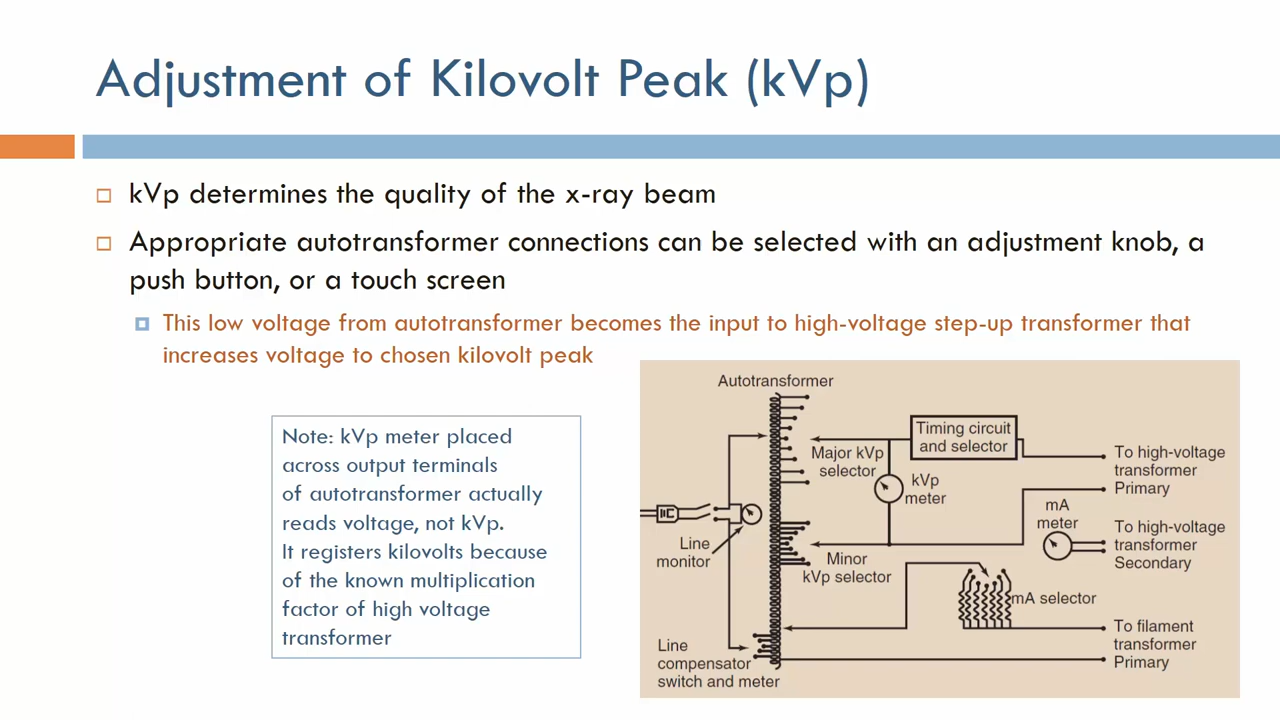 Adjustment of Kilovolt Peak (kVp)
kVp determines the quality of the x-ray beam
Appropriate autotransformer connections can be selected with an adjustment knob, a
push button, or a touch screen
This low voltage from autotransformer becomes the input to high-voltage step-up transformer that
increases voltage to chosen kilovolt peak
Note: kVp meter placed
across output terminals
of autotransformer actually
reads voltage, not kVp.
It registers kilovolts because
of the known multiplication
factor of high voltage
transformer
Autotransformer
Timing circuit
and selector
Major kVp
selector
kVp
meter
To high-voltage
transformer
Primary
mA
meter
To high-voltage
transformer
Secondary
Line
monitor
Minor
kVp selector
mA selector
To filament
transformer
Primary
Line
compensator
switch and meter